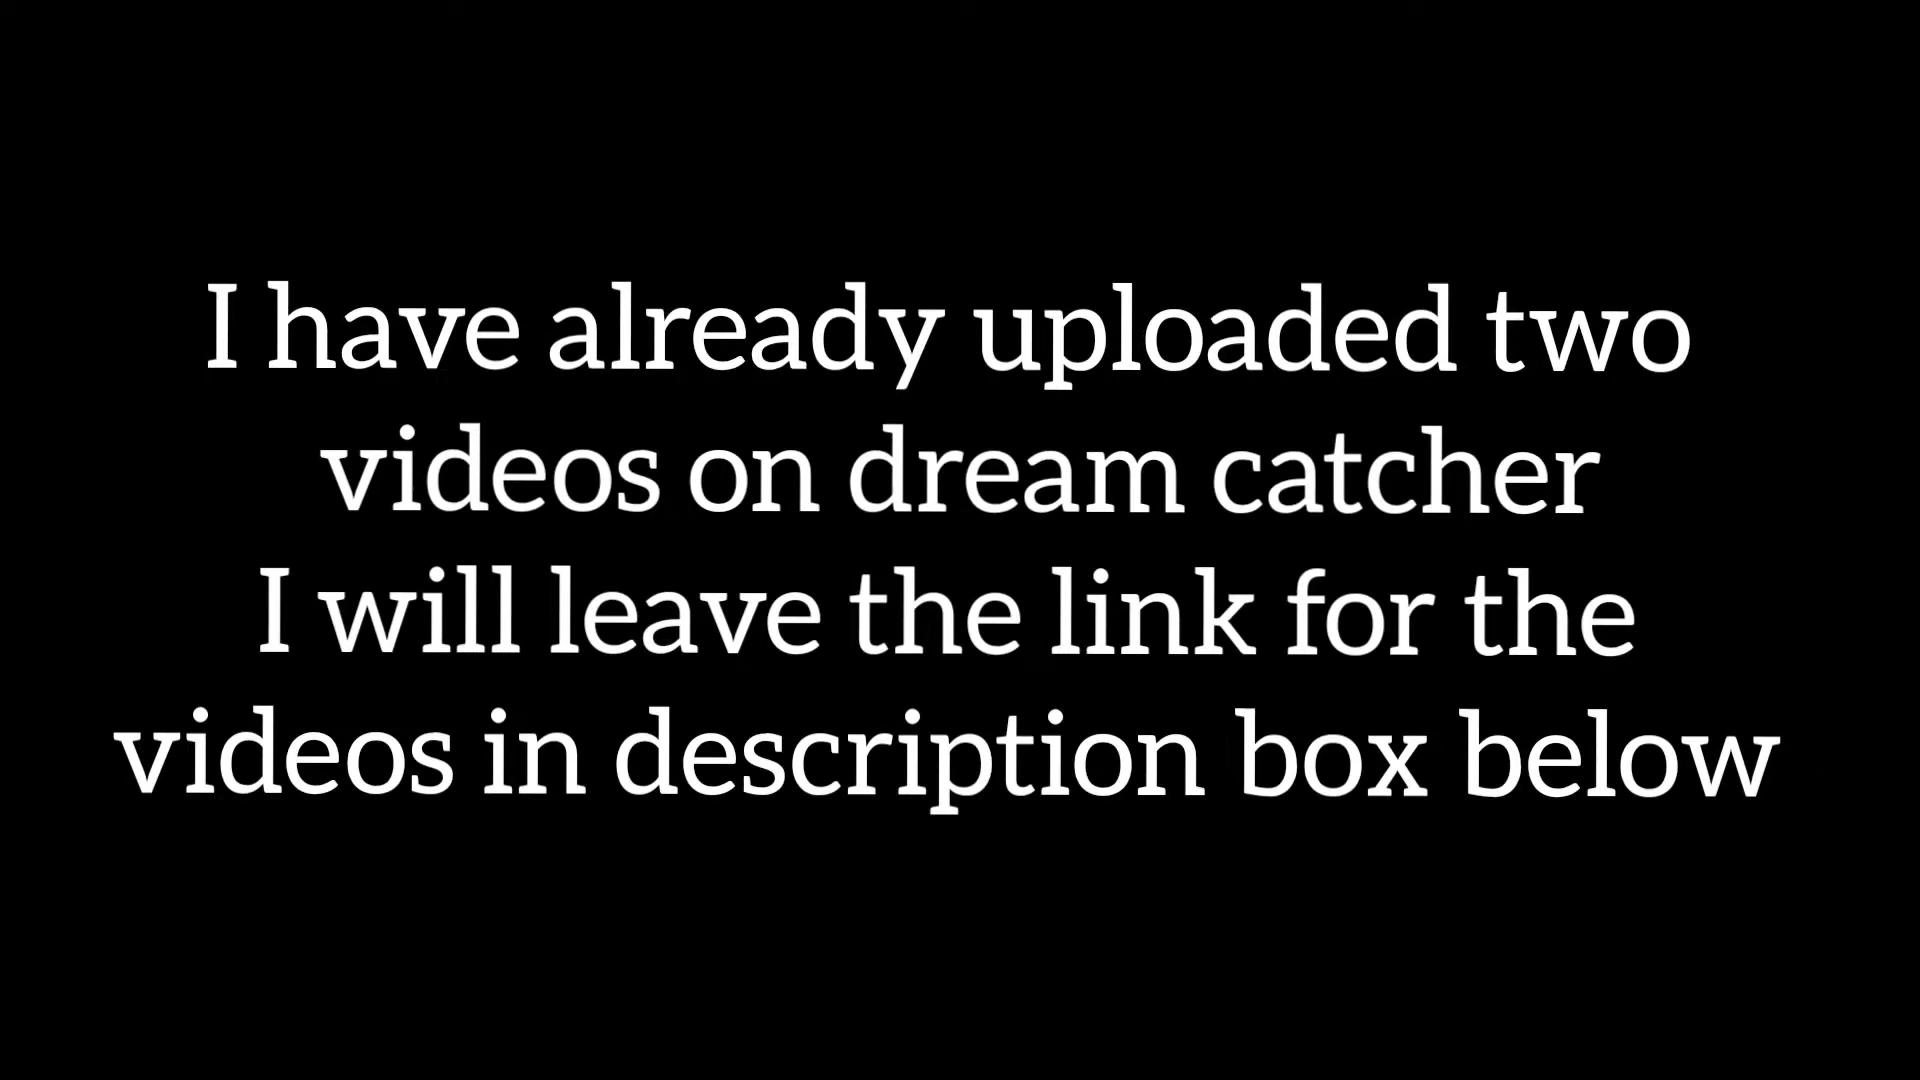 I have already uploaded two
videos on dream catcher
I will leave the link for the
videos in description box below